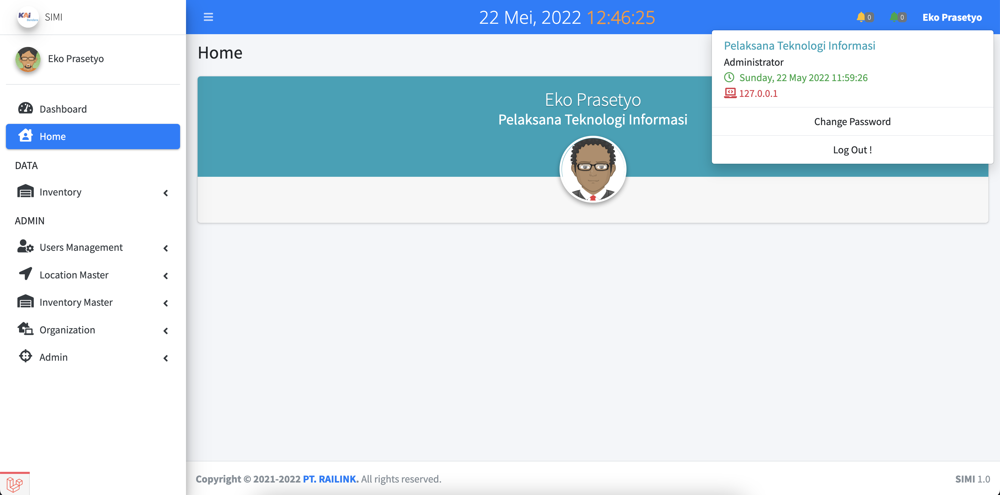 KAI Bandara
SIMI
22 Mei, 2022 12:46:25
0
0
Eko Prasetyo
Eko Prasetyo
Dashboard
Home
DATA
Inventory
ADMIN
Users Management
Location Master
Inventory Master
Organization
Admin
Home
Eko Prasetyo
Pelaksana Teknologi Informasi
Pelaksana Teknologi Informasi
Administrator
Sunday, 22 May 2022 11:59:26
127.0.0.1
Change Password
Log Out !
Copyright © 2021-2022 PT. RAILINK. All rights reserved.
SIMI 1.0